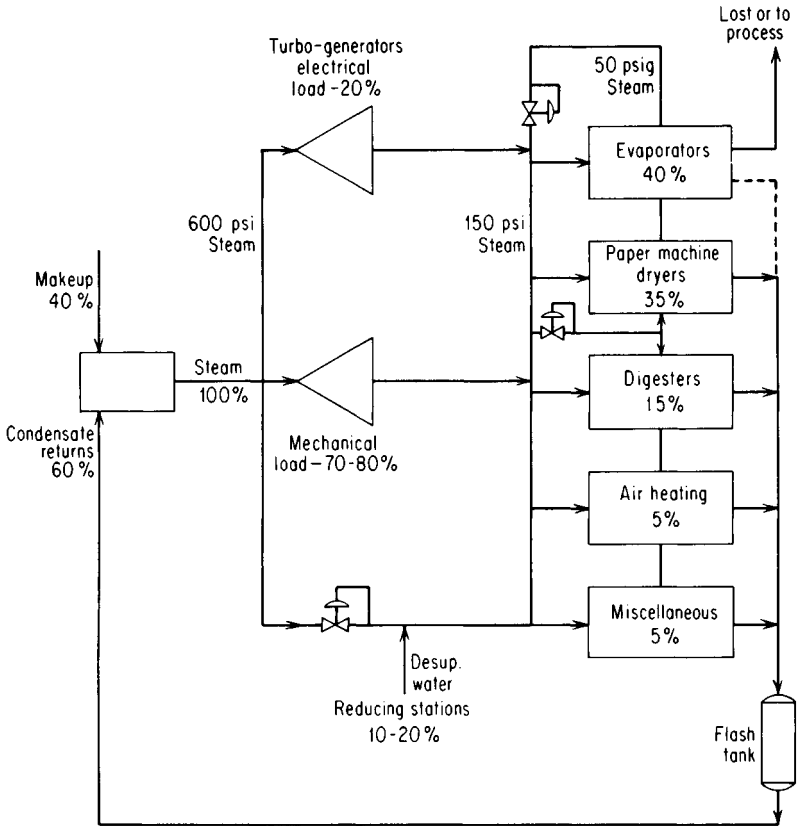 Lost or to
process
Turbo-generators
electrical
load-20%
50 psig
Steam
Evaporators
40%
600 psi
Steam
150 psi
Steam
Makeup
40%
Paper machine
dryers
35%
Steam
100%
Digesters
15%
Condensate
returns
60%
Mechanical
load-70-80%
Air heating
5%
Miscellaneous
5%
Desup.
water
Reducing stations
10-20%
Flash
tank